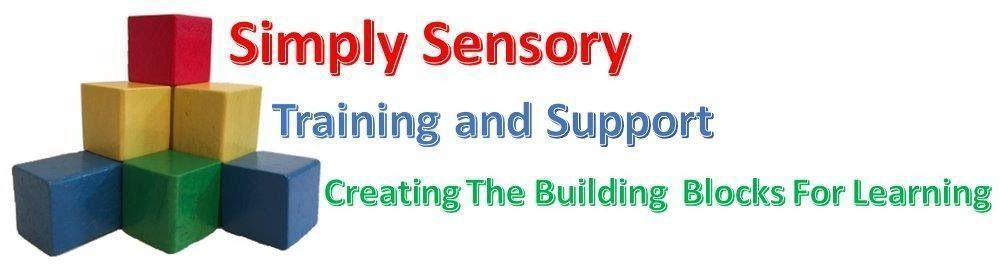 Simply Sensory
Training and Support
Creating The Building Blocks For Learning